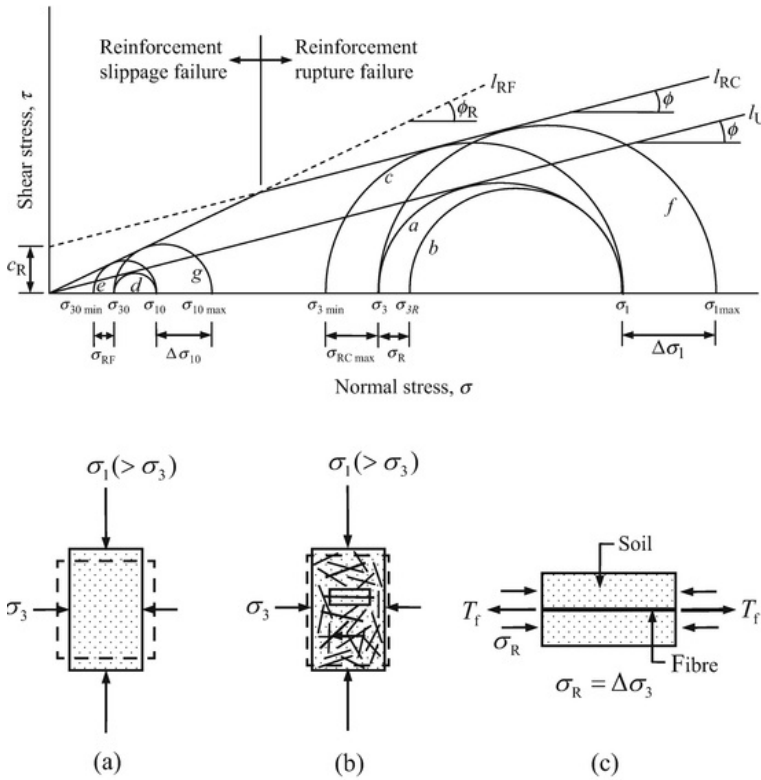 Reinforcement
slippage failure
Reinforcement
rupture failure
l_RF
l_RC
l_U
ϕ_R
ϕ
ϕ
Shear stress, τ
c_R
c
a
b
f
e
d
g
σ_30 min
σ_30
σ_10
σ_10 max
σ_3 min
σ_3
σ_3R
σ_1
σ_1max
σ_RF
Δσ_10
σ_RC max
σ_R
Δσ_1
Normal stress, σ
σ_1(> σ_3)
σ_3
(a)
σ_1(> σ_3)
σ_3
(b)
Soil
T_f
T_f
σ_R
Fibre
σ_R = Δσ_3
(c)